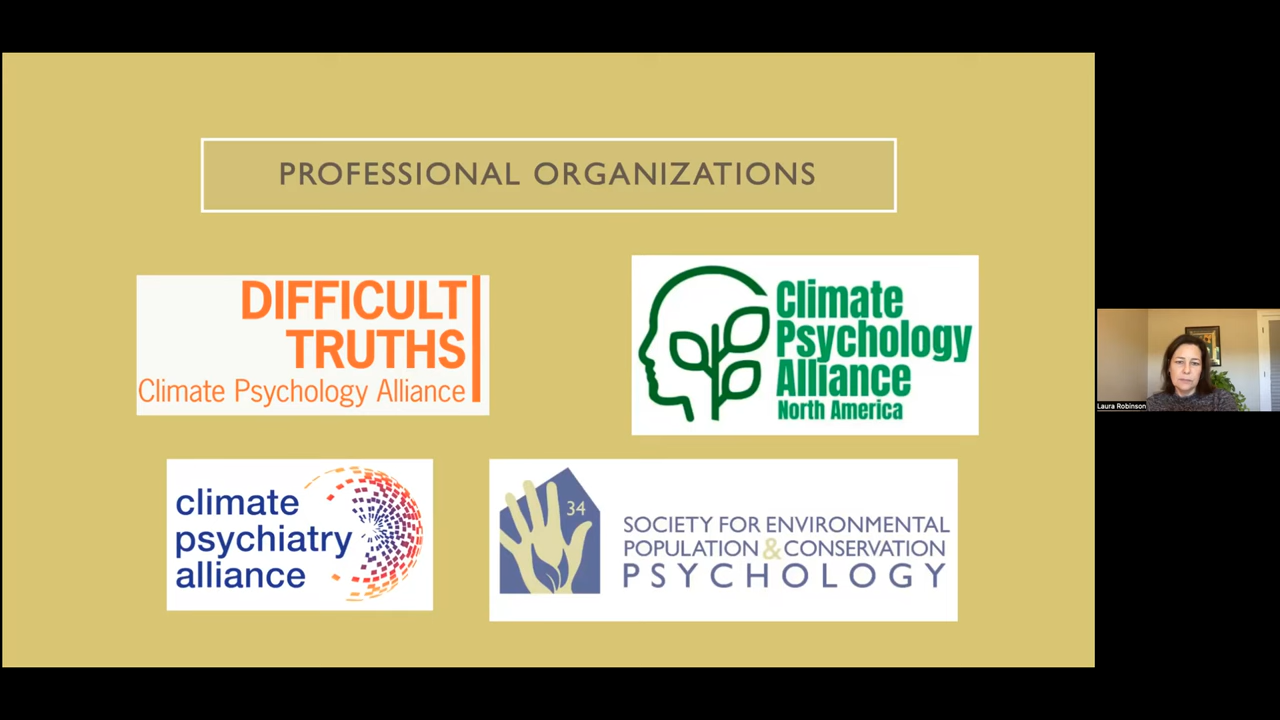 PROFESSIONAL ORGANIZATIONS
DIFFICULT
TRUTHS
Climate Psychology Alliance
Climate
Psychology
Alliance
North America
climate
psychiatry
alliance
34
SOCIETY FOR ENVIRONMENTAL
POPULATION & CONSERVATION
PSYCHOLOGY
Laura Robinson